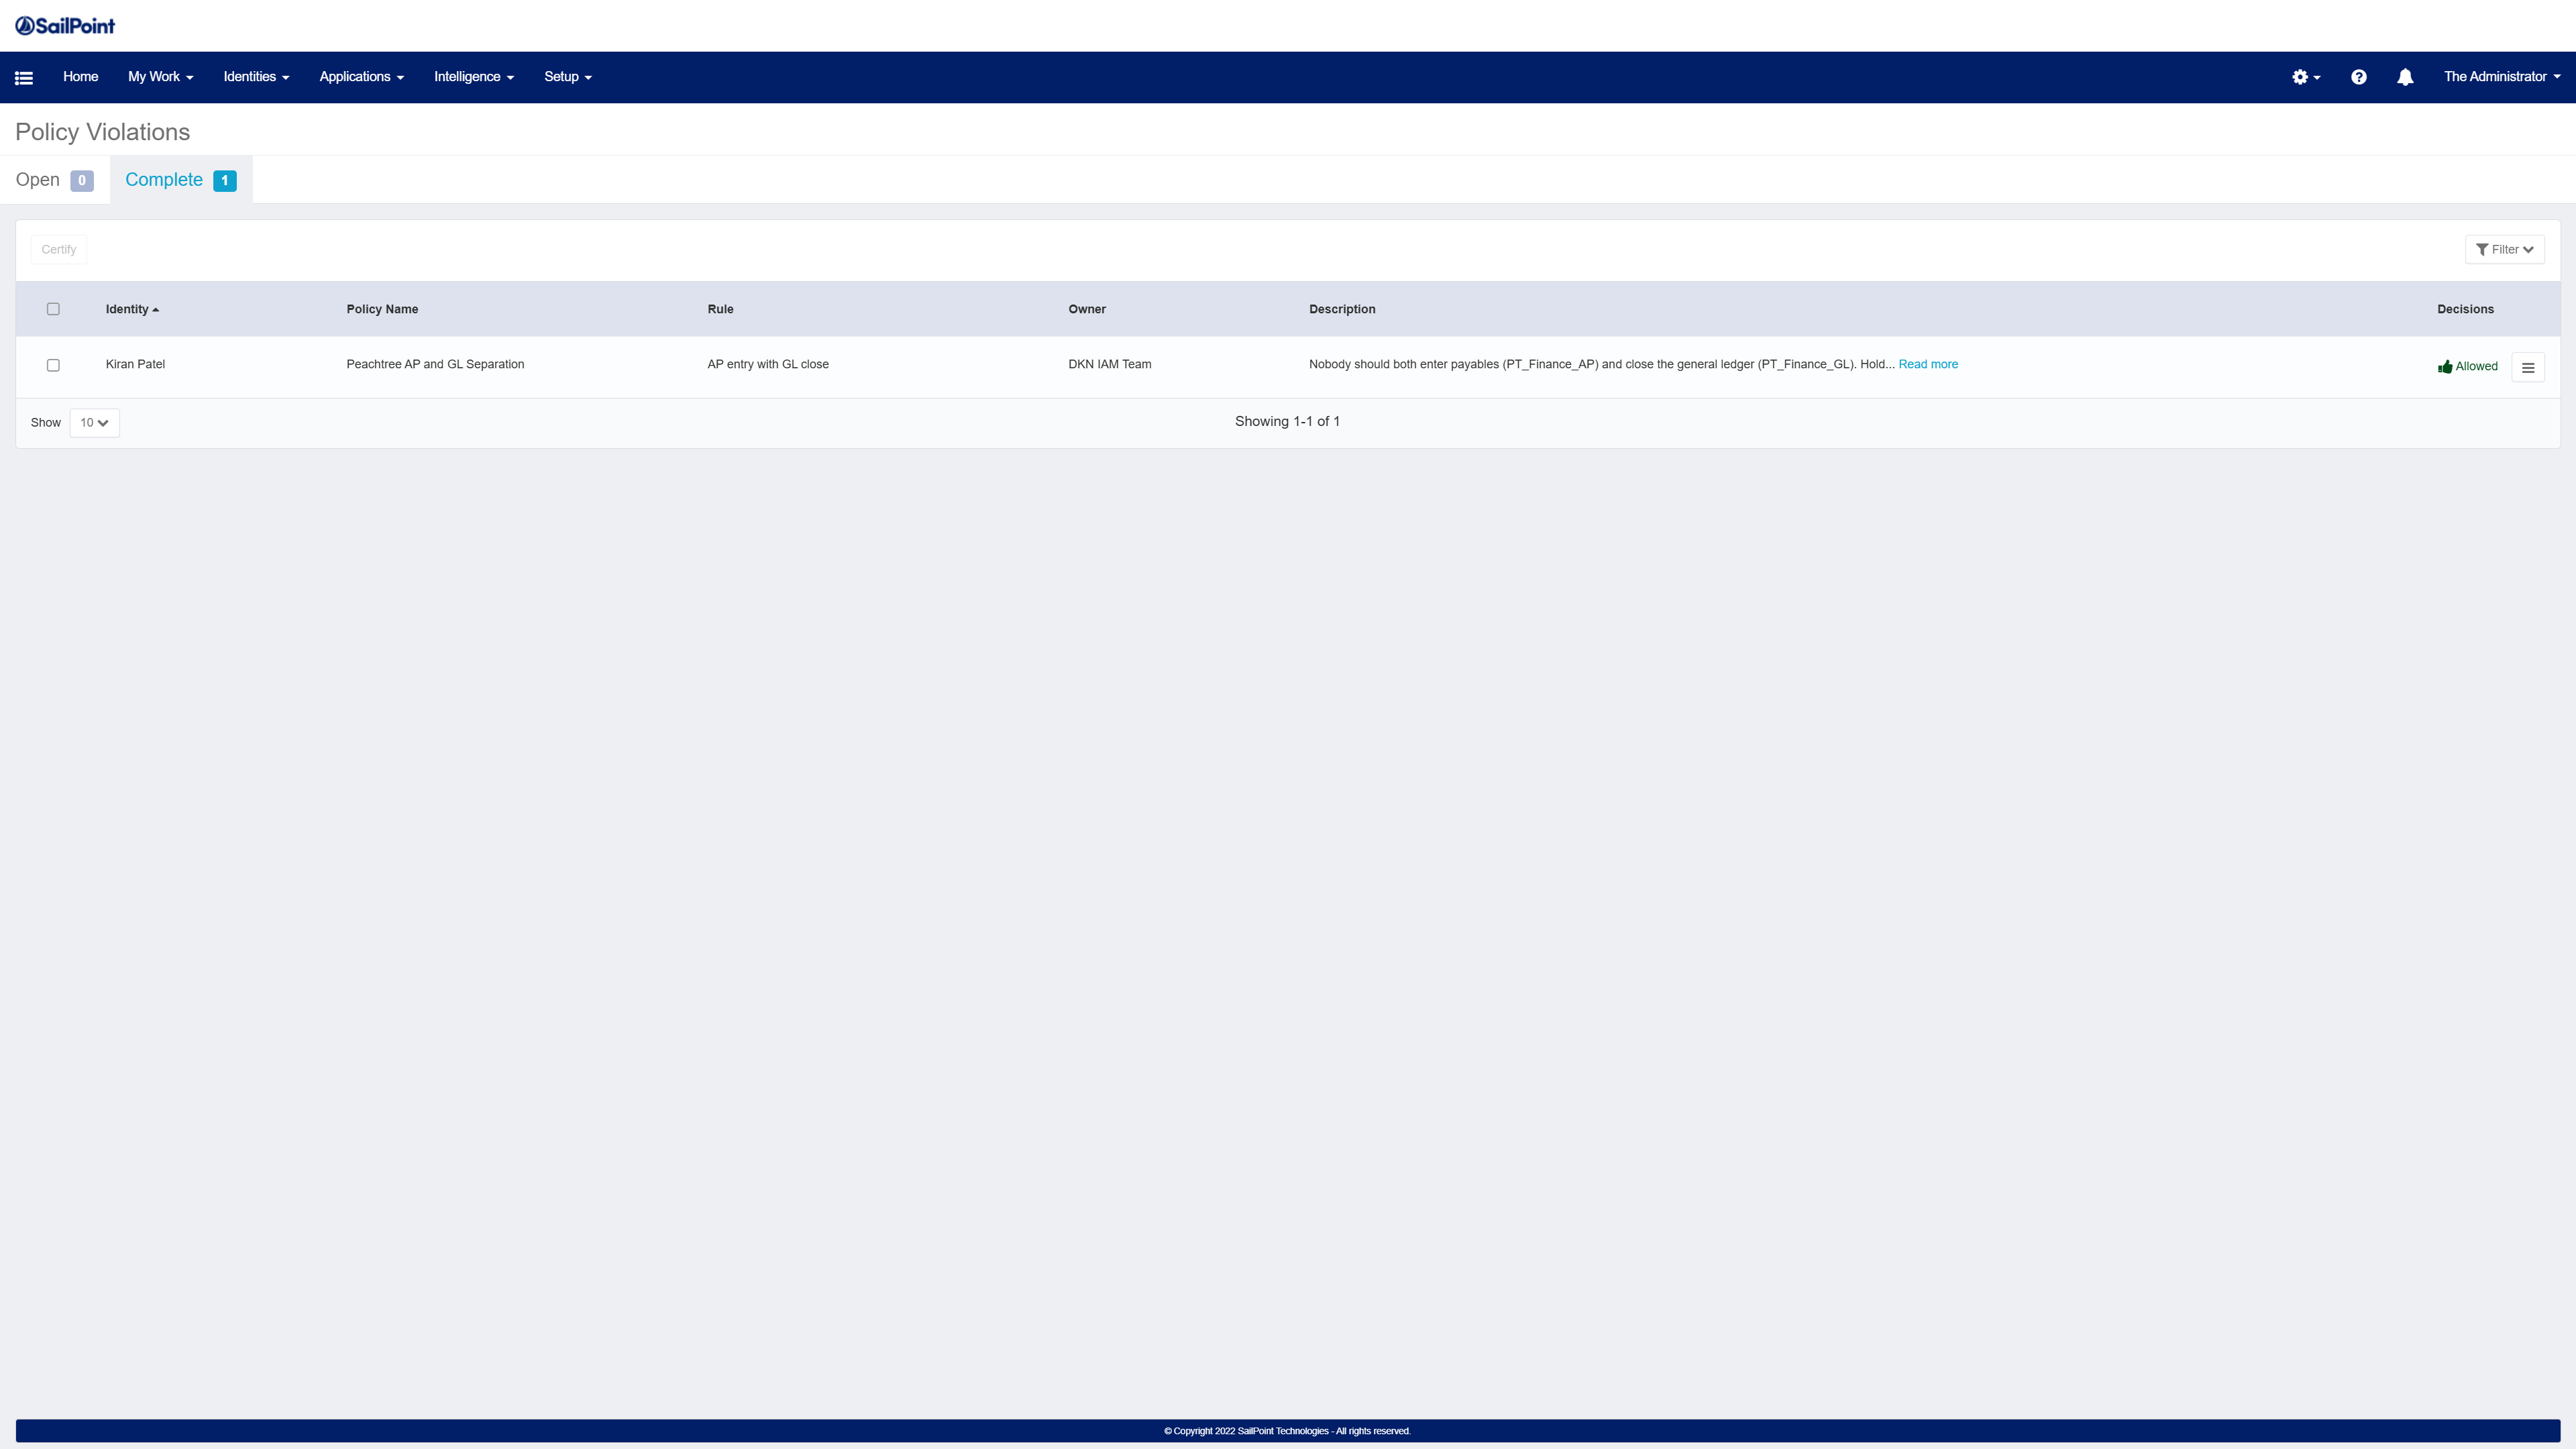 SailPoint
Home My Work Identities Applications Intelligence Setup The Administrator
Policy Violations
Open 0 Complete 1
Certify Filter
Identity Policy Name Rule Owner Description Decisions
Kiran Patel Peachtree AP and GL Separation AP entry with GL close DKN IAM Team Nobody should both enter payables (PT_Finance_AP) and close the general ledger (PT_Finance_GL). Hold... Read more Allowed
Show 10 Showing 1-1 of 1
© Copyright 2022 SailPoint Technologies - All rights reserved.